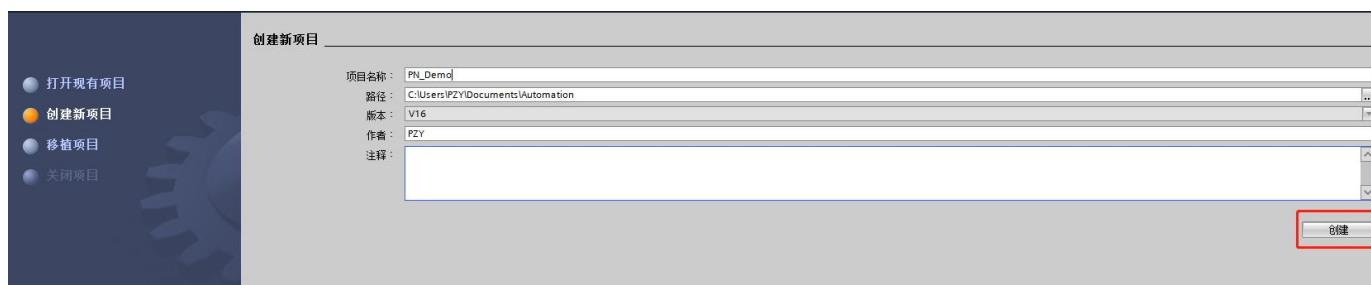 创建新项目
打开现有项目
创建新项目
移植项目
关闭项目
项目名称: PN_Demo
路径: C:\Users\PZY\Documents\Automation
...
版本: V16
作者: PZY
注释:
创建